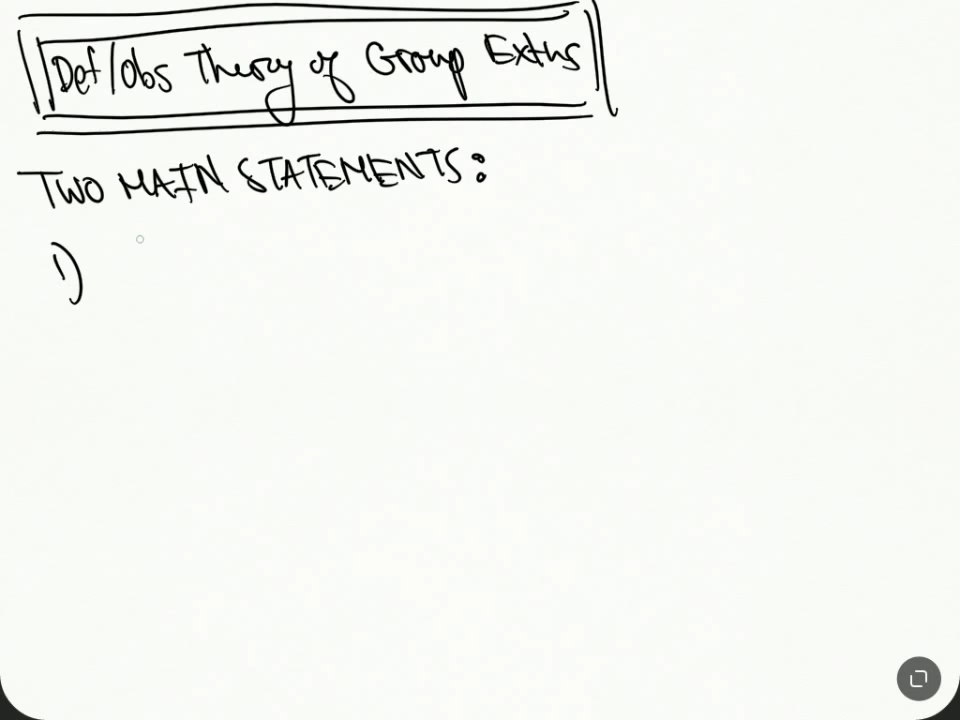 Def/Obs Theory of Group Extns
TWO MAIN STATEMENTS:
1)